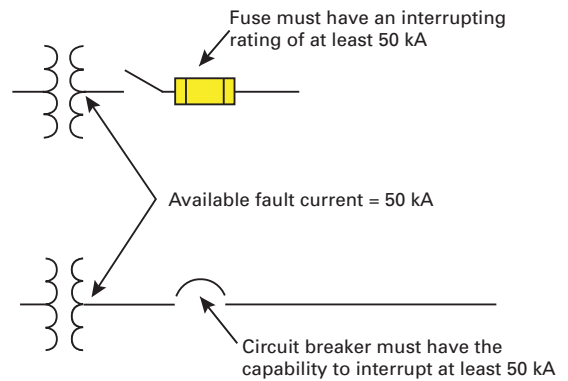 Fuse must have an interrupting
rating of at least 50 kA
Available fault current = 50 kA
Circuit breaker must have the
capability to interrupt at least 50 kA